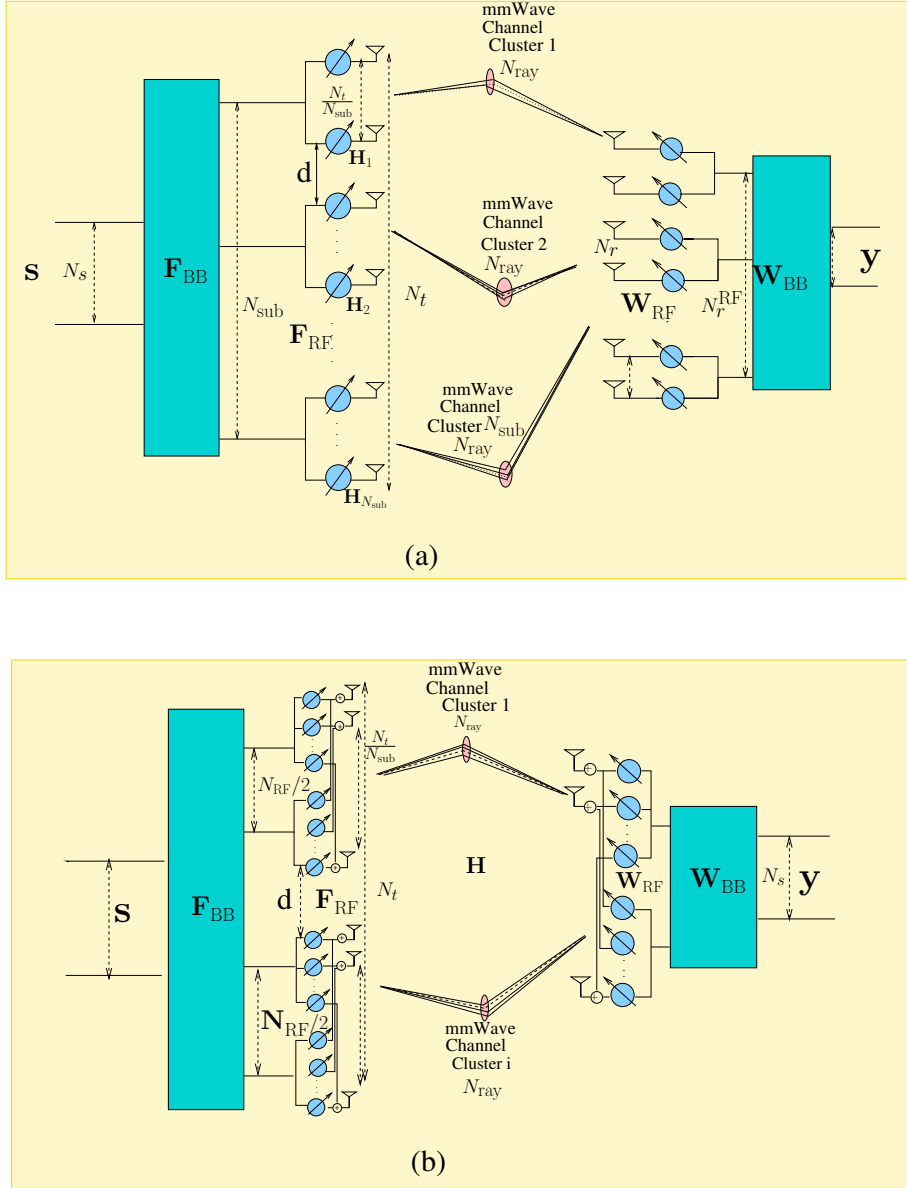 mmWave
Channel
Cluster 1
N_ray
N_t/N_sub
H_1
d
mmWave
Channel
Cluster 2
N_ray
s
N_s
F_BB
N_sub
F_RF
H_2
N_t
N_r
W_RF
N_r^RF
W_BB
y
mmWave
Channel
Cluster N_sub
N_ray
H_{N_sub}
(a)
mmWave
Channel
Cluster 1
N_ray
N_t/N_sub
N_RF/2
H
d
F_RF
N_t
s
F_BB
W_RF
W_BB
N_s
y
N_RF/2
mmWave
Channel
Cluster i
N_ray
(b)